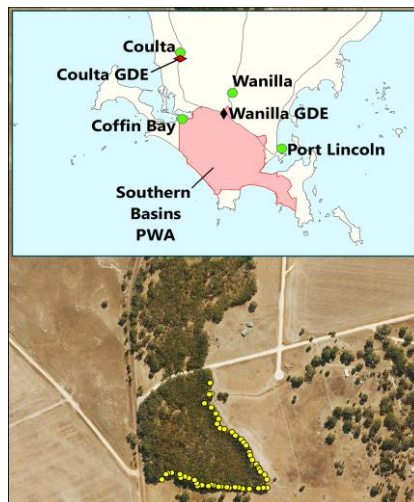 Coulta
Coulta GDE
Wanilla
Wanilla GDE
Coffin Bay
Port Lincoln
Southern
Basins
PWA